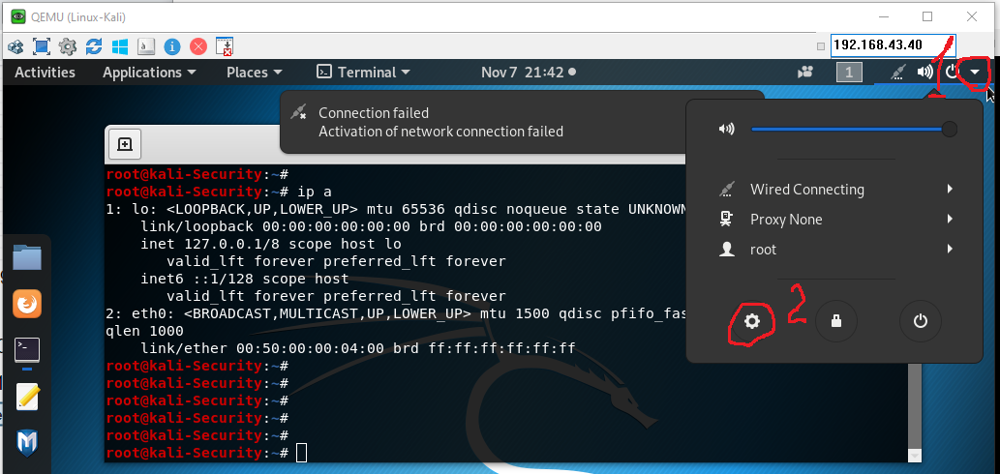 QEMU (Linux-Kali)
192.168.43.40
1
Activities Applications Places Terminal Nov 7 21:42 1
Connection failed
Activation of network connection failed
root@kali-Security:~#
root@kali-Security:~# ip a
1: lo: <LOOPBACK,UP,LOWER_UP> mtu 65536 qdisc noqueue state UNKNOWN
link/loopback 00:00:00:00:00:00 brd 00:00:00:00:00:00
inet 127.0.0.1/8 scope host lo
valid_lft forever preferred_lft forever
inet6 ::1/128 scope host
valid_lft forever preferred_lft forever
2: eth0: <BROADCAST,MULTICAST,UP,LOWER_UP> mtu 1500 qdisc pfifo_fas
qlen 1000
link/ether 00:50:00:00:04:00 brd ff:ff:ff:ff:ff:ff
root@kali-Security:~#
root@kali-Security:~#
root@kali-Security:~#
root@kali-Security:~#
root@kali-Security:~#
root@kali-Security:~#
Wired Connecting
Proxy None
root
2